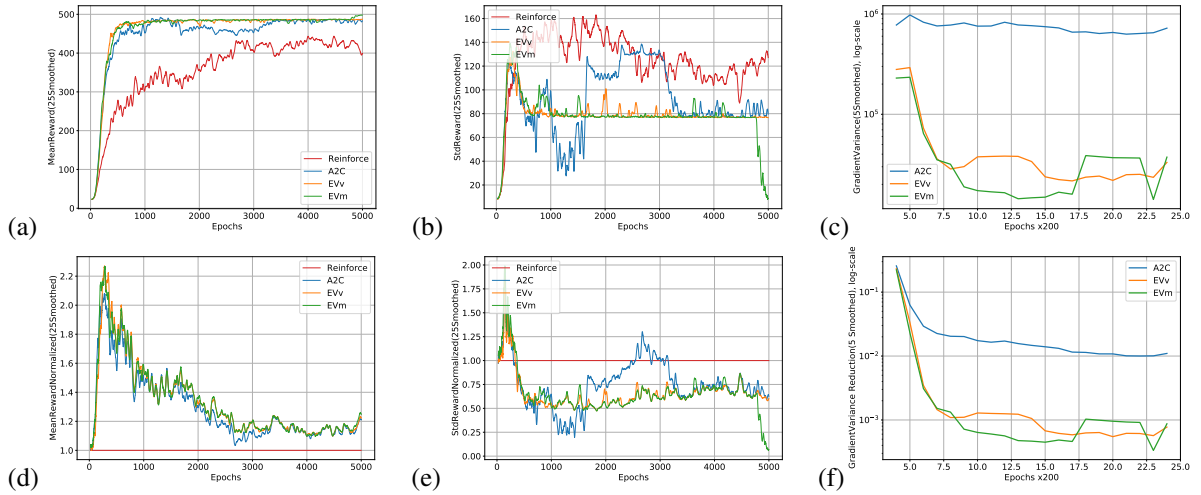 MeanReward(25Smoothed)
500
400
300
200
100
0
0 1000 2000 3000 4000 5000
Epochs
Reinforce
A2C
EVv
EVm
(a)
StdReward(25Smoothed)
160
140
120
100
80
60
40
20
0 1000 2000 3000 4000 5000
Epochs
Reinforce
A2C
EVv
EVm
(b)
GradientVariance(5Smoothed), log-scale
10^6
10^5
5.0 7.5 10.0 12.5 15.0 17.5 20.0 22.5 25.0
Epochs x200
A2C
EVv
EVm
(c)
MeanRewardNormalized(25Smoothed)
2.2
2.0
1.8
1.6
1.4
1.2
1.0
0 1000 2000 3000 4000 5000
Epochs
Reinforce
A2C
EVv
EVm
(d)
StdRewardNormalized(25Smoothed)
2.00
1.75
1.50
1.25
1.00
0.75
0.50
0.25
0.00
0 1000 2000 3000 4000 5000
Epochs
Reinforce
A2C
EVv
EVm
(e)
GradientVariance Reduction(5 Smoothed), log-scale
10^−1
10^−2
10^−3
5.0 7.5 10.0 12.5 15.0 17.5 20.0 22.5 25.0
Epochs x200
A2C
EVv
EVm
(f)